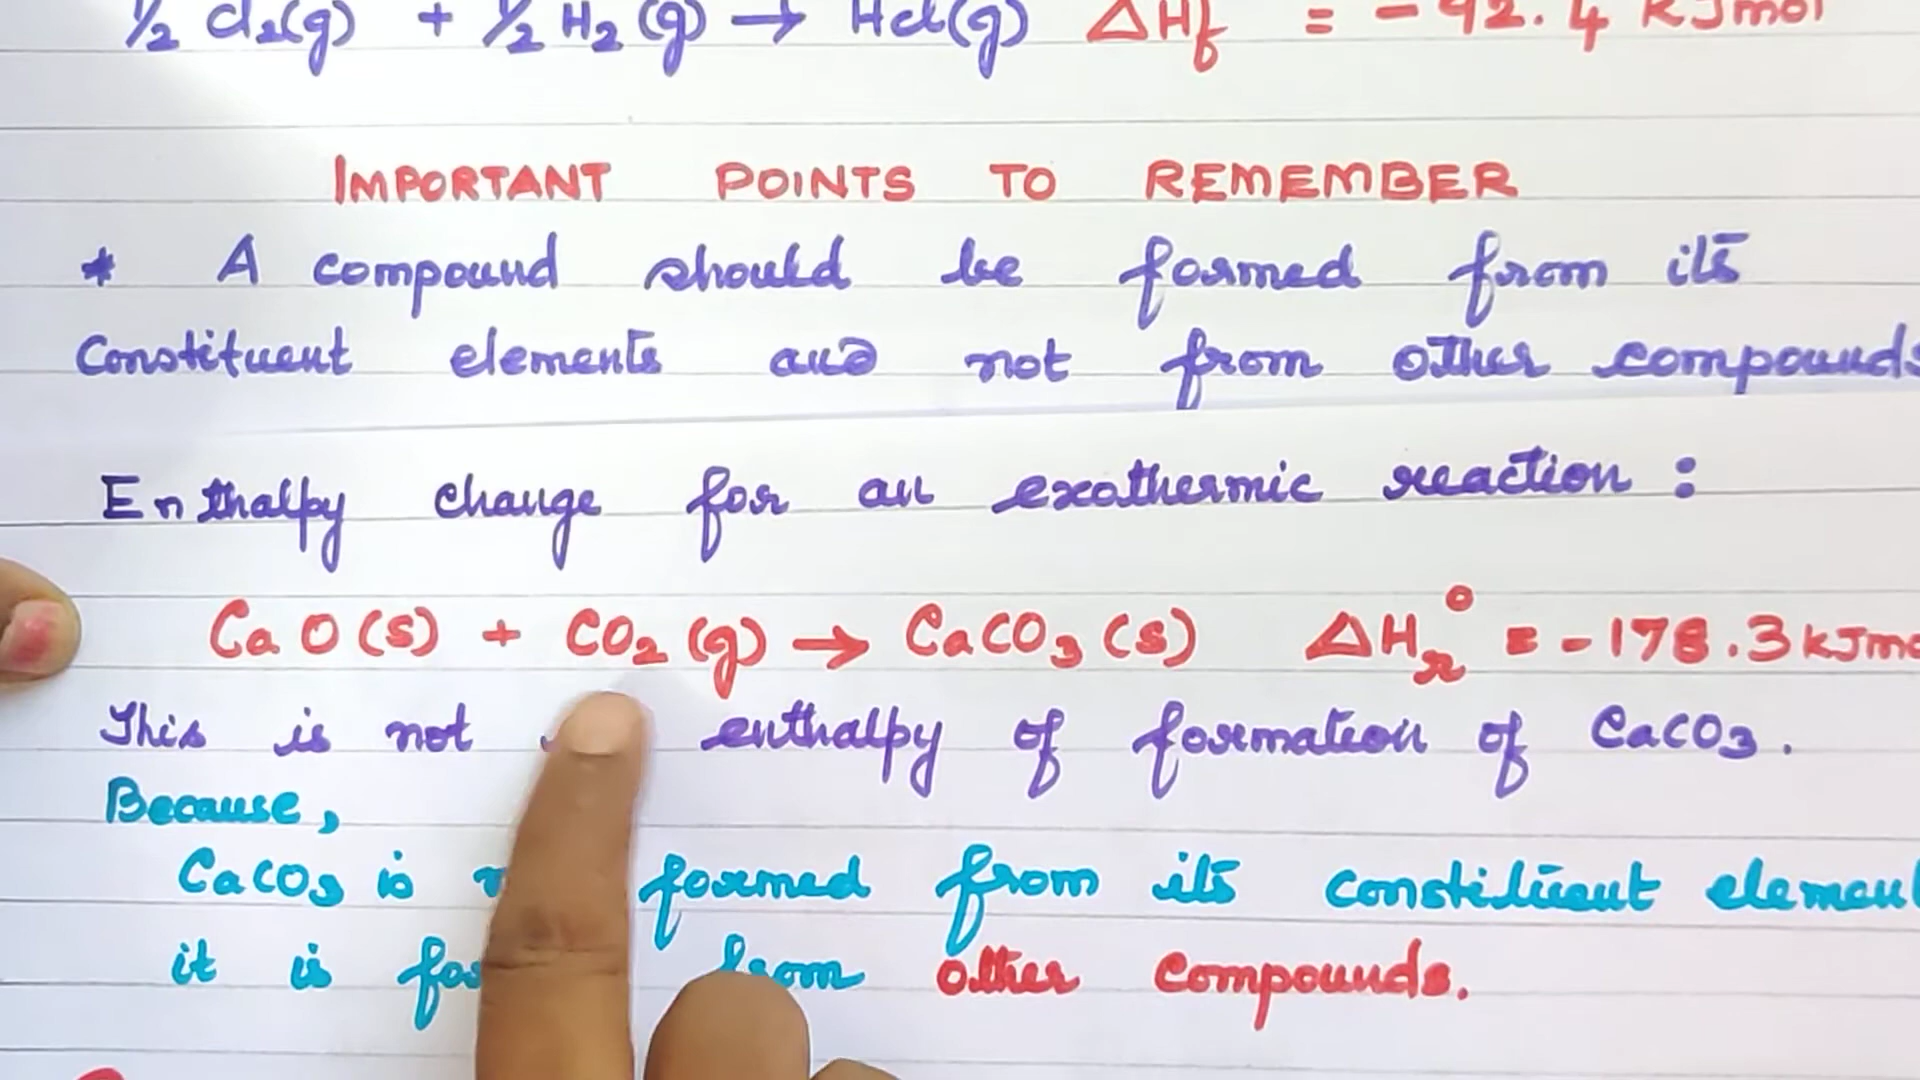 ½ Cl₂(g) + ½ H₂(g) → HCl(g) ΔHf = -92.4 KJmol
IMPORTANT POINTS TO REMEMBER
* A compound should be formed from its
Constituent elements and not from other compounds
Enthalpy change for an exothermic reaction :
CaO(s) + CO₂(g) → CaCO₃(s) ΔHr° = -178.3 kJmo
This is not enthalpy of formation of CaCO₃.
Because,
CaCO₃ is formed from its constituent element
it is from other compounds.